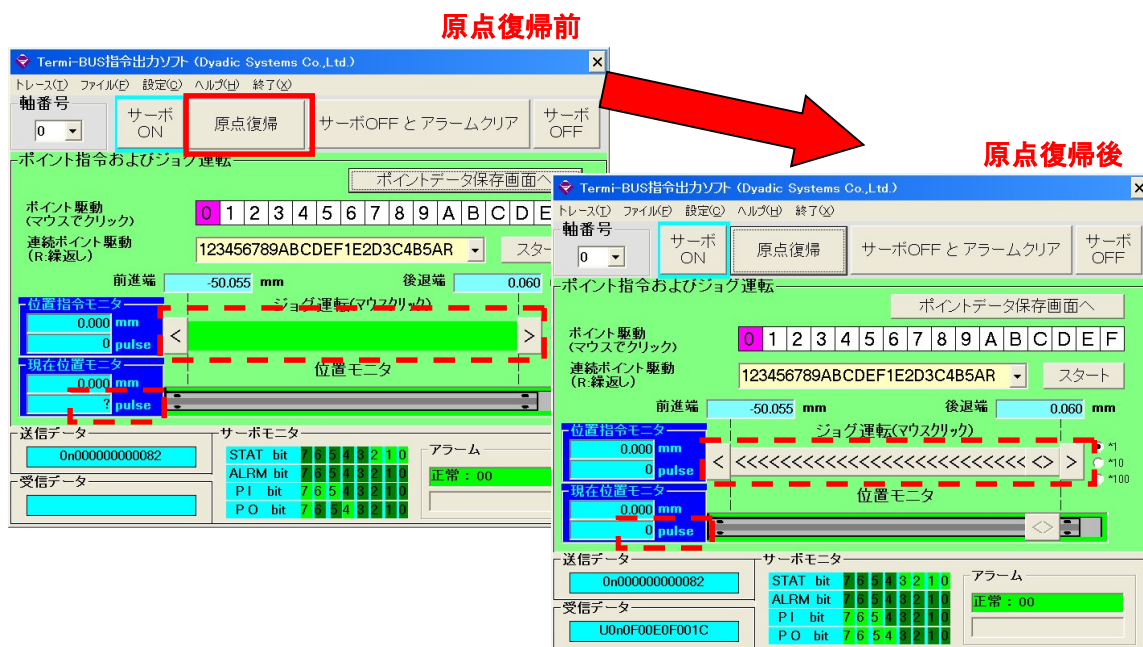 原点復帰前
Termi-BUS指令出力ソフト (Dyadic Systems Co.,Ltd.)
トレース(T) ファイル(F) 設定(C) ヘルプ(H) 終了(X)
軸番号
0
サーボ
ON
原点復帰
サーボOFF とアラームクリア
サーボ
OFF
ポイント指令およびジョグ運転
ポイントデータ保存画面へ
ポイント駆動
(マウスでクリック)
0 1 2 3 4 5 6 7 8 9 A B C D E
連続ポイント駆動
(R:繰返し)
123456789ABCDEF1E2D3C4B5AR
スター
前進端 -50.055 mm
後退端 0.060
位置指令モニタ
0.000 mm
0 pulse
ジョグ運転(マウスクリック)
< >
現在位置モニタ
0.000 mm
? pulse
位置モニタ
送信データ
0n000000000082
受信データ
サーボモニタ
STAT bit 7 6 5 4 3 2 1 0
ALRM bit 7 6 5 4 3 2 1 0
P I bit 7 6 5 4 3 2 1 0
P O bit 7 6 5 4 3 2 1 0
アラーム
正常 : 00
原点復帰後
Termi-BUS指令出力ソフト (Dyadic Systems Co.,Ltd.)
トレース(T) ファイル(F) 設定(C) ヘルプ(H) 終了(X)
軸番号
0
サーボ
ON
原点復帰
サーボOFF とアラームクリア
サーボ
OFF
ポイント指令およびジョグ運転
ポイントデータ保存画面へ
ポイント駆動
(マウスでクリック)
0 1 2 3 4 5 6 7 8 9 A B C D E F
連続ポイント駆動
(R:繰返し)
123456789ABCDEF1E2D3C4B5AR
スタート
前進端 -50.055 mm
後退端 0.060 mm
位置指令モニタ
0.000 mm
0 pulse
ジョグ運転(マウスクリック)
< <<<<<<<<<<<<<<<<<<<<<<<<<< <> >
*1
*10
*100
現在位置モニタ
0.000 mm
0 pulse
位置モニタ
<>
送信データ
0n000000000082
受信データ
U0n0F00E0F001C
サーボモニタ
STAT bit 7 6 5 4 3 2 1 0
ALRM bit 7 6 5 4 3 2 1 0
P I bit 7 6 5 4 3 2 1 0
P O bit 7 6 5 4 3 2 1 0
アラーム
正常 : 00